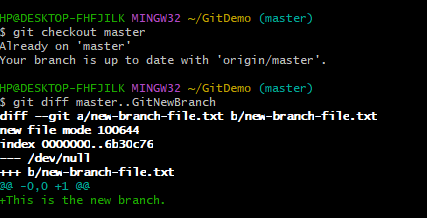 HP@DESKTOP-FHFJILK MINGW32 ~/GitDemo (master)
$ git checkout master
Already on 'master'
Your branch is up to date with 'origin/master'.
HP@DESKTOP-FHFJILK MINGW32 ~/GitDemo (master)
$ git diff master..GitNewBranch
diff --git a/new-branch-file.txt b/new-branch-file.txt
new file mode 100644
index 0000000..6b30c76
--- /dev/null
+++ b/new-branch-file.txt
@@ -0,0 +1 @@
+This is the new branch.